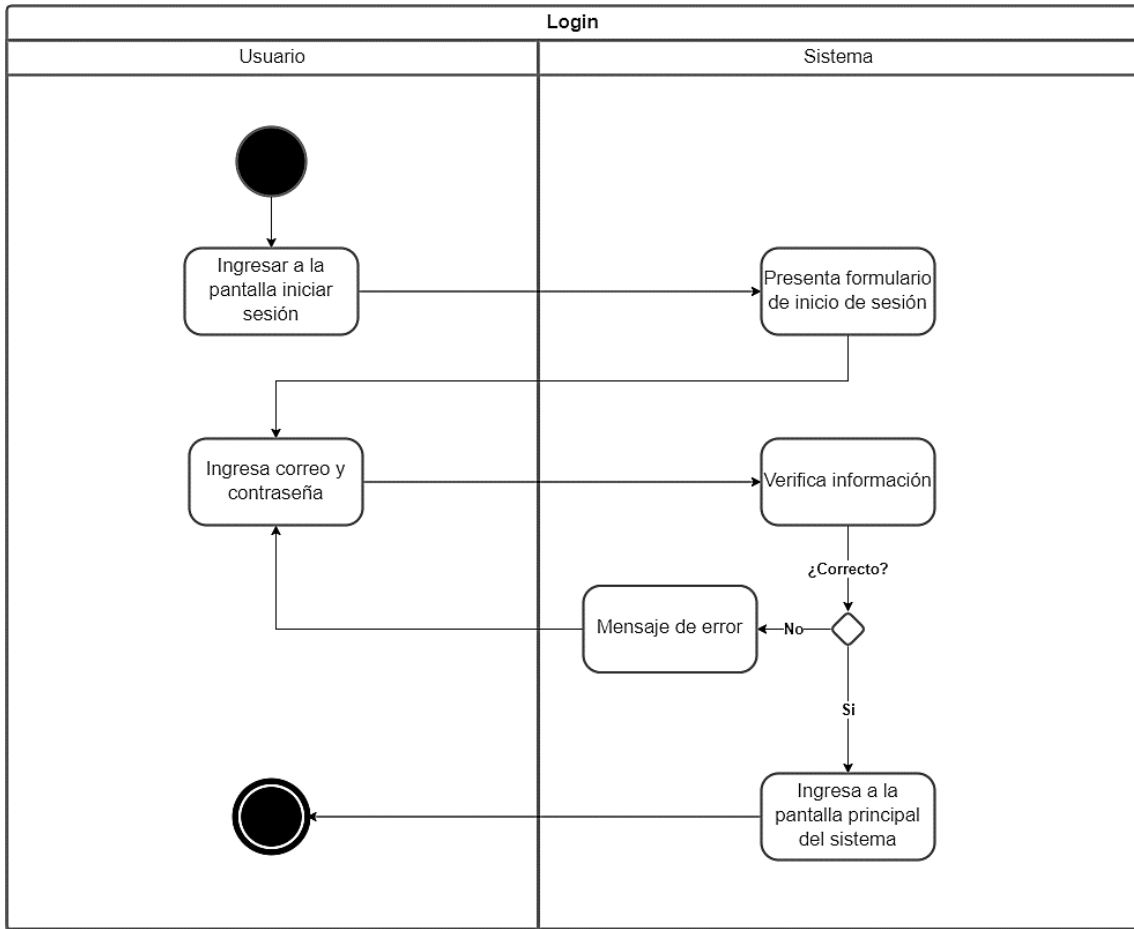 Login
Usuario
Sistema
Ingresar a la
pantalla iniciar
sesión
Presenta formulario
de inicio de sesión
Ingresa correo y
contraseña
Verifica información
¿Correcto?
Mensaje de error
No
Si
Ingresa a la
pantalla principal
del sistema